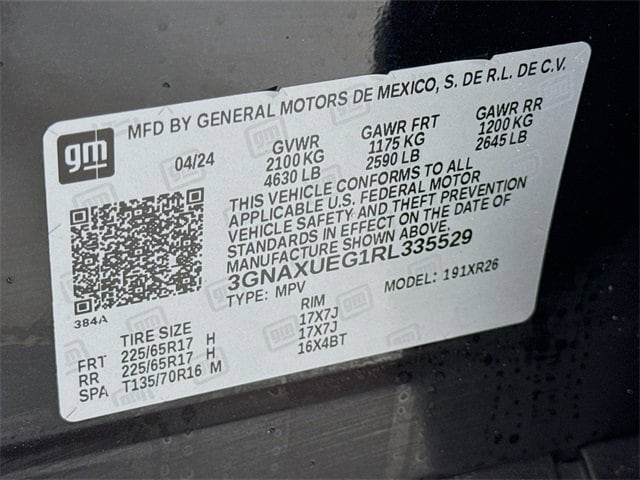 MFD BY GENERAL MOTORS DE MEXICO, S. DE R.L. DE C.V.
gm
04/24
GVWR
2100 KG
4630 LB
GAWR FRT
1175 KG
2590 LB
GAWR RR
1200 KG
2645 LB
THIS VEHICLE CONFORMS TO ALL
APPLICABLE U.S. FEDERAL MOTOR
VEHICLE SAFETY AND THEFT PREVENTION
STANDARDS IN EFFECT ON THE DATE OF
MANUFACTURE SHOWN ABOVE.
3GNAXUEG1RL335529
TYPE: MPV
MODEL: 191XR26
384A
TIRE SIZE
RIM
FRT 225/65R17 H 17X7J
RR 225/65R17 H 17X7J
SPA T135/70R16 M 16X4BT